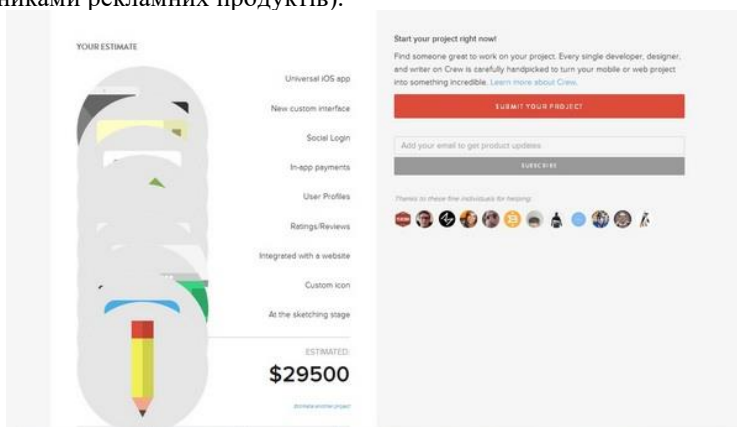 никами рекламних продуктів).
YOUR ESTIMATE
Universal iOS app
New custom interface
Social Login
In-app payments
User Profiles
Ratings/Reviews
Integrated with a website
Custom icon
At the sketching stage
ESTIMATED:
$29500
Estimate another project
Start your project right now!
Find someone great to work on your project. Every single developer, designer,
and writer on Crew is carefully handpicked to turn your mobile or web project
into something incredible. Learn more about Crew.
SUBMIT YOUR PROJECT
Add your email to get product updates
SUBSCRIBE
Thanks to these fine individuals for helping: